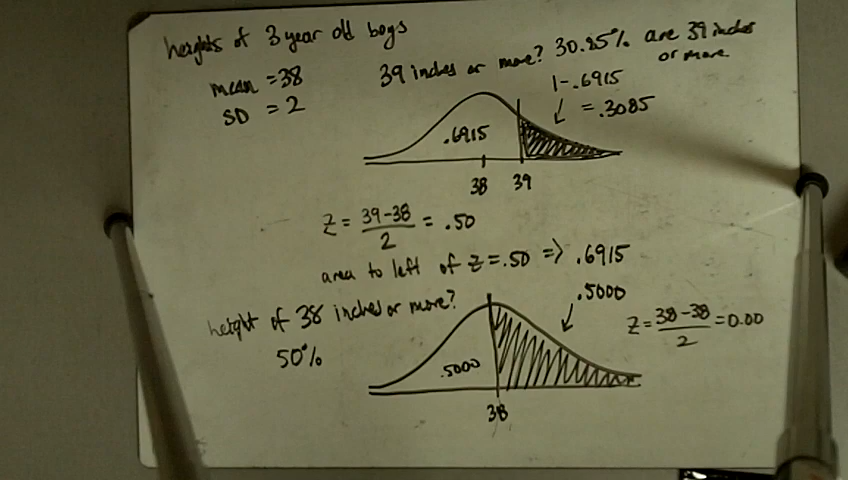 heights of 3 year old boys
mean = 38
SD = 2
39 inches or more? 30.85% are 39 inches
or more
1-.6915
= .3085
.6915
38 39
Z = 39-38/2 = .50
area to left of Z=.50 => .6915
height of 38 inches or more?
50%
.5000
Z = 38-38/2 = 0.00
.5000
38